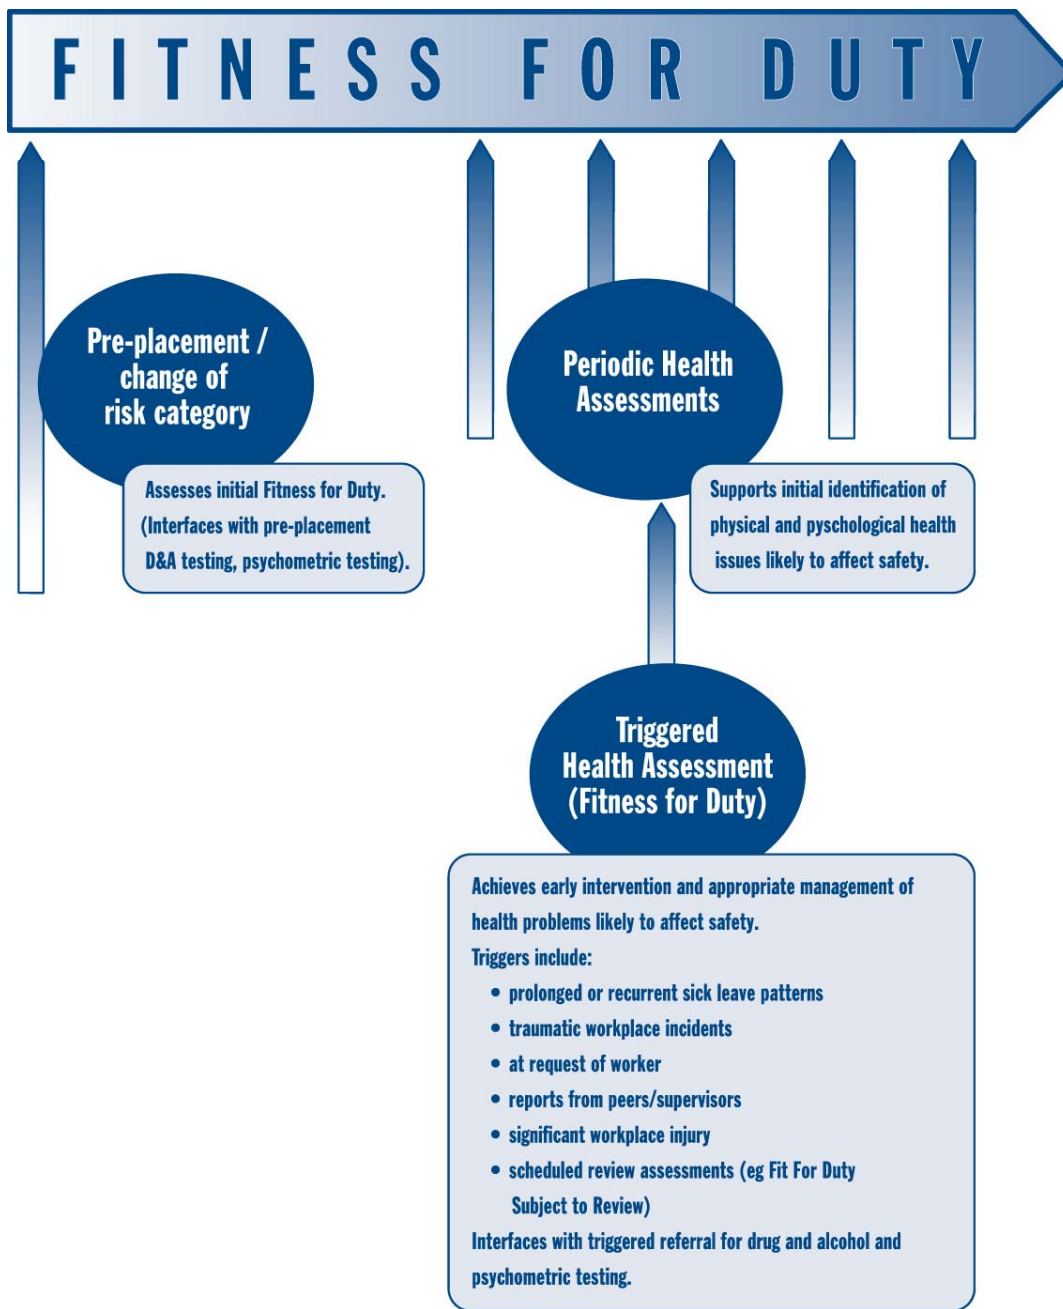 FITNESS FOR DUTY
Pre-placement /
change of
risk category
Assesses initial Fitness for Duty.
(Interfaces with pre-placement
D&A testing, psychometric testing).
Periodic Health
Assessments
Supports initial identification of
physical and pyschological health
issues likely to affect safety.
Triggered
Health Assessment
(Fitness for Duty)
Achieves early intervention and appropriate management of
health problems likely to affect safety.
Triggers include:
• prolonged or recurrent sick leave patterns
• traumatic workplace incidents
• at request of worker
• reports from peers/supervisors
• significant workplace injury
• scheduled review assessments (eg Fit For Duty
Subject to Review)
Interfaces with triggered referral for drug and alcohol and
psychometric testing.